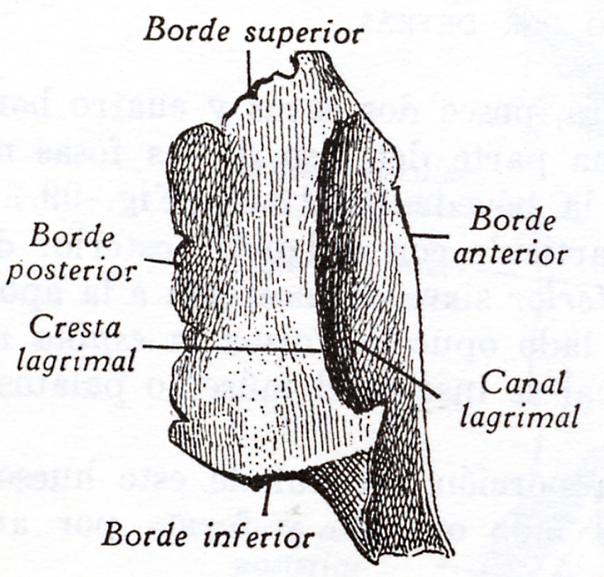 Borde superior
Borde
anterior
Borde
posterior
Cresta
lagrimal
Canal
lagrimal
Borde inferior